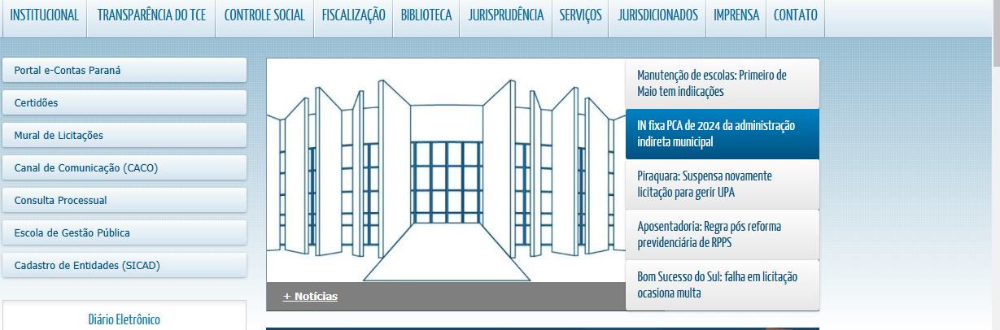 INSTITUCIONAL TRANSPARÊNCIA DO TCE CONTROLE SOCIAL FISCALIZAÇÃO BIBLIOTECA JURISPRUDÊNCIA SERVIÇOS JURISDICIONADOS IMPRENSA CONTATO
Portal e-Contas Paraná
Certidões
Mural de Licitações
Canal de Comunicação (CACO)
Consulta Processual
Escola de Gestão Pública
Cadastro de Entidades (SICAD)
Diário Eletrônico
Manutenção de escolas: Primeiro de
Maio tem indiicações
IN fixa PCA de 2024 da administração
indireta municipal
Piraquara: Suspensa novamente
licitação para gerir UPA
Aposentadoria: Regra pós reforma
previdenciária de RPPS
Bom Sucesso do Sul: falha em licitação
ocasiona multa
+ Notícias